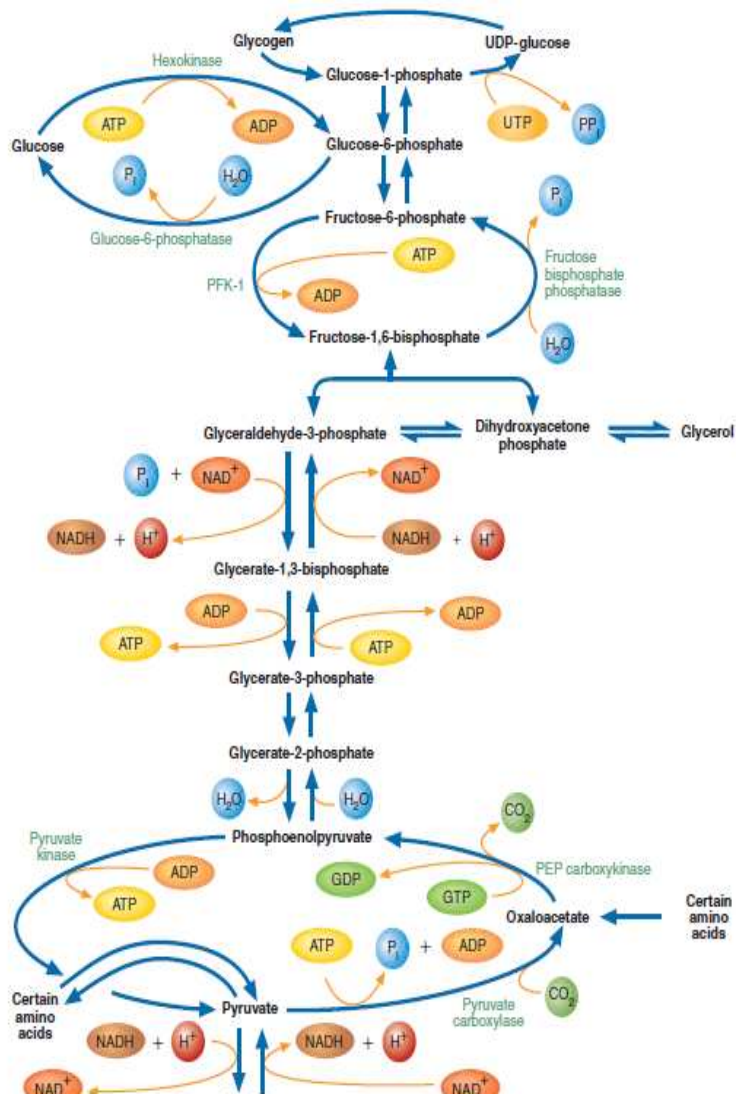 Glycogen
UDP-glucose
Hexokinase
Glucose-1-phosphate
ATP
ADP
UTP
PPi
Glucose
Glucose-6-phosphate
Pi
H2O
Glucose-6-phosphatase
Fructose-6-phosphate
Pi
ATP
Fructose
bisphosphate
phosphatase
PFK-1
ADP
Fructose-1,6-bisphosphate
H2O
Glyceraldehyde-3-phosphate
Dihydroxyacetone
phosphate
Glycerol
Pi + NAD+
NAD+
NADH + H+
NADH + H+
Glycerate-1,3-bisphosphate
ADP
ADP
ATP
ATP
Glycerate-3-phosphate
Glycerate-2-phosphate
H2O
H2O
CO2
Pyruvate
kinase
Phosphoenolpyruvate
ADP
GDP
PEP carboxykinase
ATP
GTP
Oxaloacetate
Certain
amino
acids
ATP
Pi + ADP
Certain
amino
acids
Pyruvate
Pyruvate
carboxylase
CO2
NADH + H+
NADH + H+
NAD+
NAD+